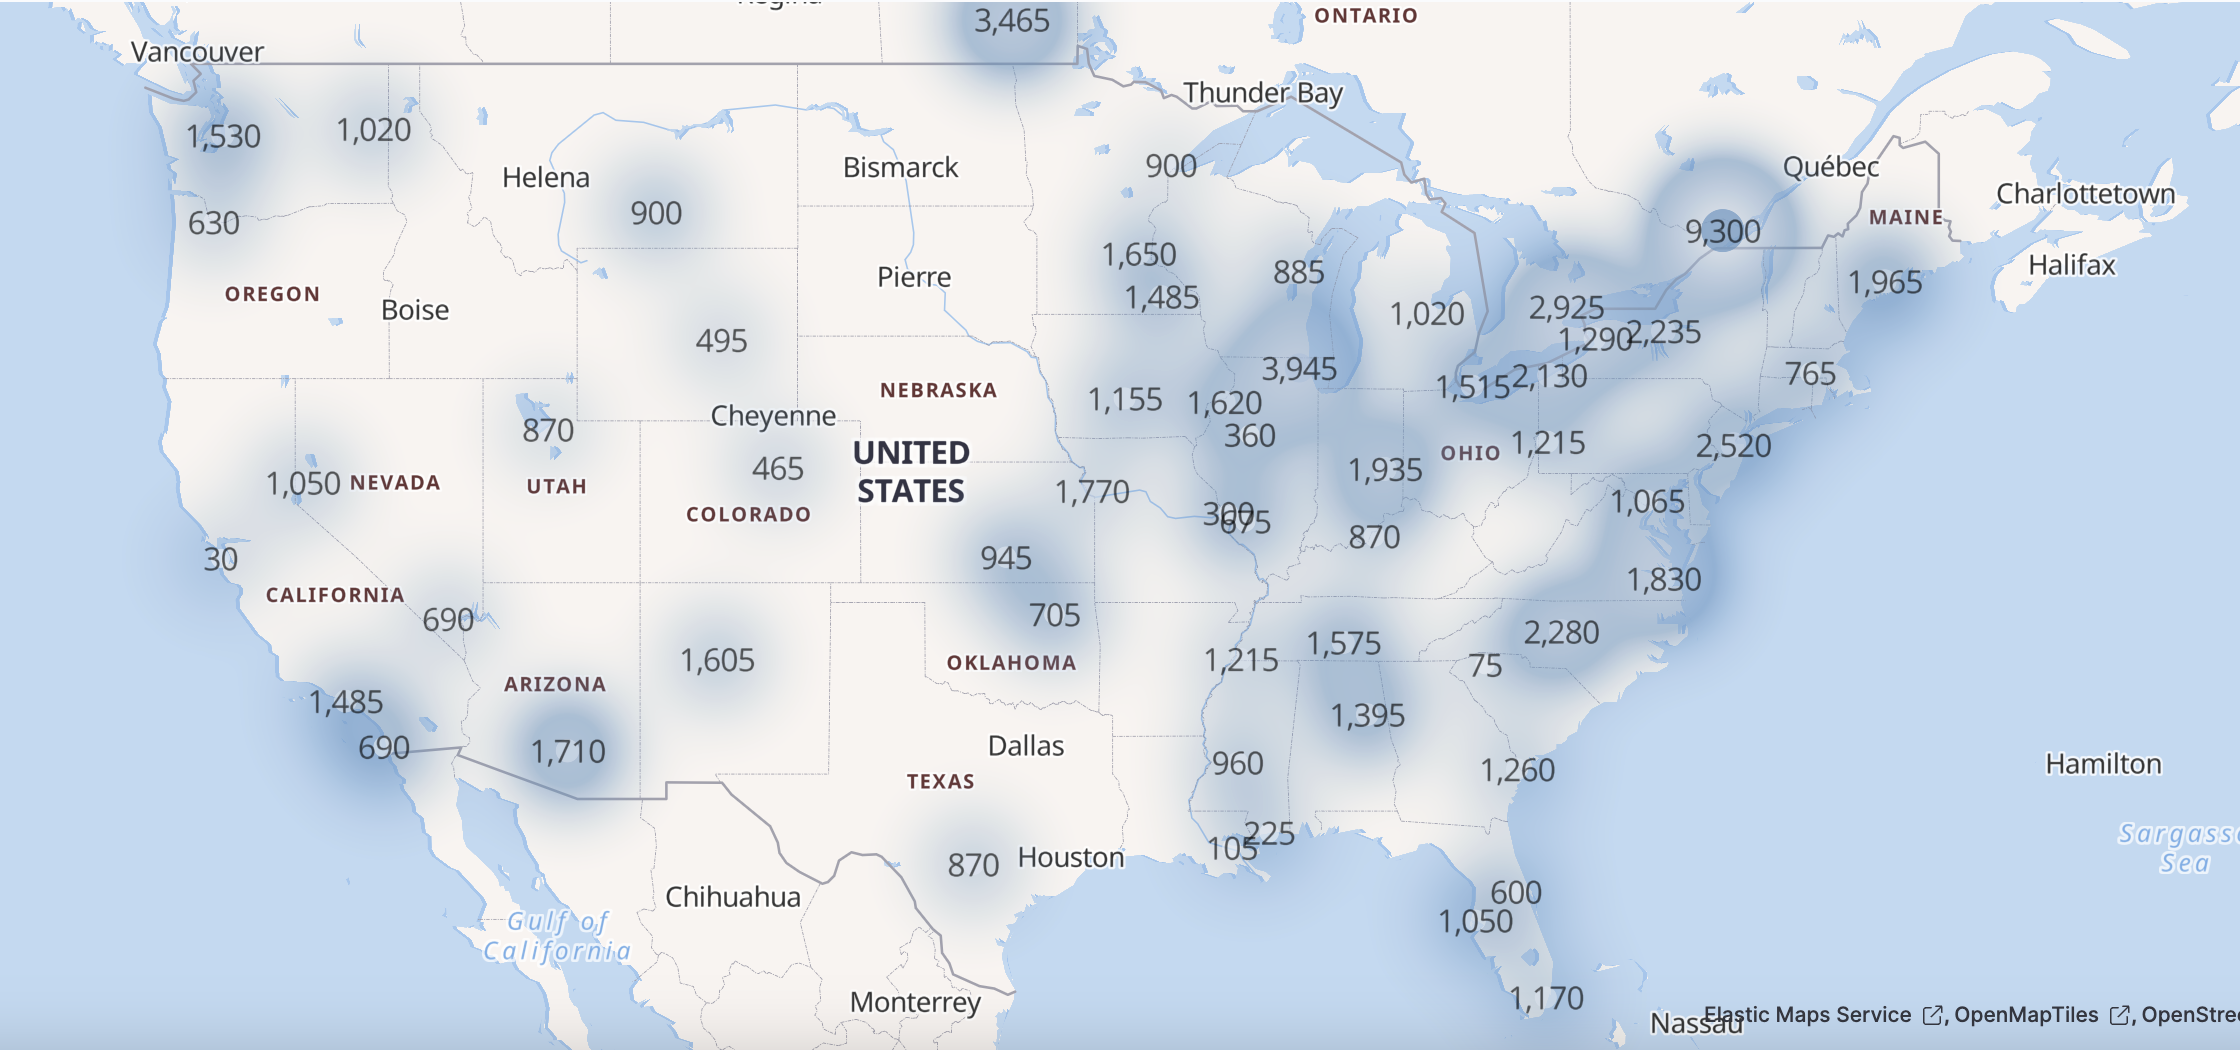 Regina
3,465
ONTARIO
Vancouver
Thunder Bay
1,530
1,020
Helena
Bismarck
900
Québec
Charlottetown
630
900
9,300
MAINE
OREGON
Boise
Pierre
1,650
885
1,965
Halifax
1,485
1,020
2,925
495
1,290
2,235
NEBRASKA
3,945
1,515
2,130
765
Cheyenne
1,155
1,620
870
360
1,215
2,520
UNITED
STATES
465
1,935
OHIO
1,050
NEVADA
UTAH
1,770
1,065
COLORADO
300
675
30
945
870
1,830
CALIFORNIA
690
705
2,280
1,605
OKLAHOMA
1,215
1,575
75
1,485
ARIZONA
1,395
690
1,710
Dallas
960
1,260
Hamilton
TEXAS
870
Houston
105
225
Sargasso
Sea
Chihuahua
600
Gulf of
California
1,050
Monterrey
1,170
Nassau
Elastic Maps Service , OpenMapTiles , OpenStre